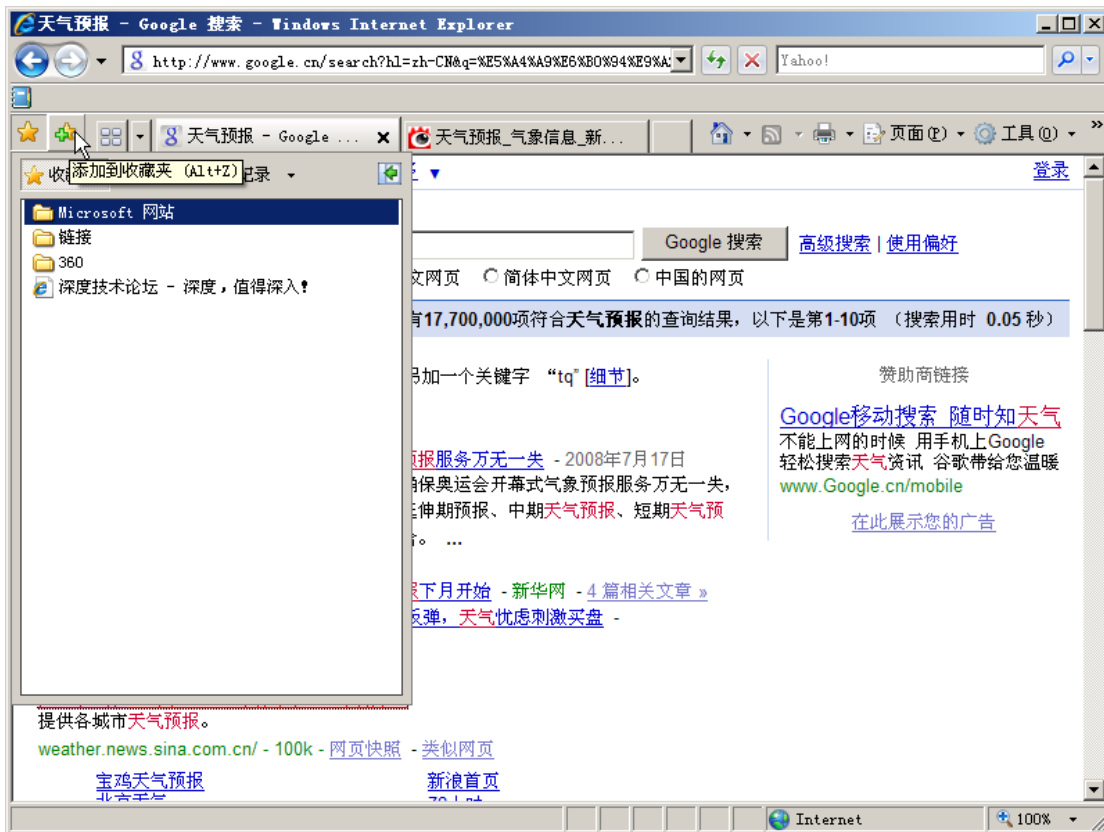 天气预报 - Google 搜索 - Windows Internet Explorer
http://www.google.cn/search?hl=zh-CN&q=%E5%A4%A9%E6%B0%94%E9%A
Yahoo!
天气预报 - Google ...
天气预报_气象信息_新...
页面(P)
工具(O)
»
添加到收藏夹 (Alt+Z)
收
记录
登录
Microsoft 网站
链接
360
深度技术论坛 - 深度，值得深入！
Google 搜索
高级搜索 | 使用偏好
文网页 简体中文网页 中国的网页
有17,700,000项符合天气预报的查询结果，以下是第1-10项 （搜索用时 0.05 秒）
另加一个关键字 “tq” [细节]。
赞助商链接
Google移动搜索 随时知天气
不能上网的时候 用手机上Google
轻松搜索天气资讯 谷歌带给您温暖
www.Google.cn/mobile
在此展示您的广告
预报服务万无一失 - 2008年7月17日
确保奥运会开幕式气象预报服务万无一失，
延伸期预报、中期天气预报、短期天气预
。 ...
下月开始 - 新华网 - 4 篇相关文章 »
反弹，天气忧虑刺激买盘 -
提供各城市天气预报。
weather.news.sina.com.cn/ - 100k - 网页快照 - 类似网页
宝鸡天气预报 新浪首页
北京天气 72小时
Internet
100%